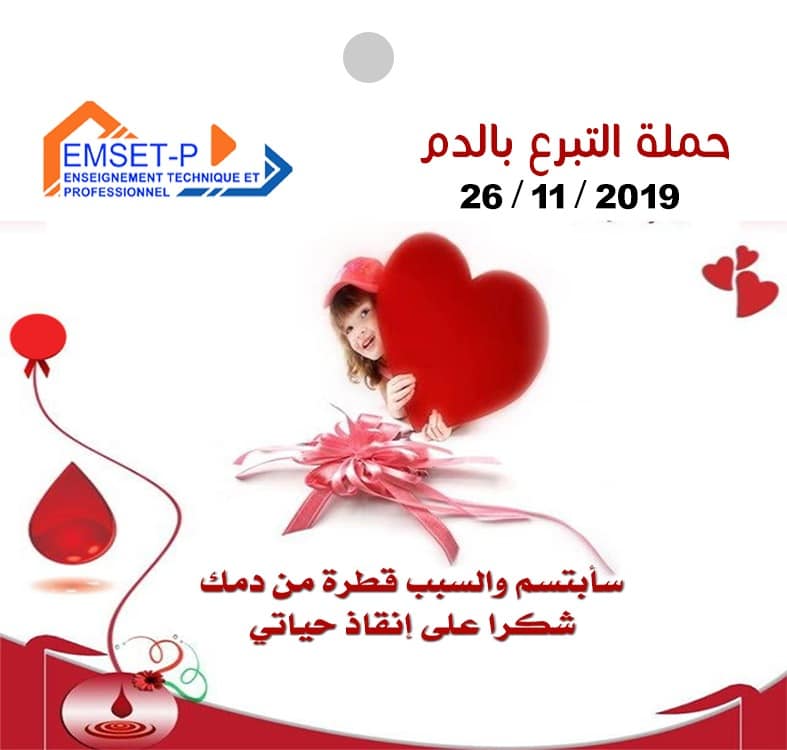 EMSET-P
ENSEIGNEMENT TECHNIQUE ET
PROFESSIONNEL
حملة التبرع بالدم
26 / 11 / 2019
سأبتسم والسبب قطرة من دمك
شكرا على إنقاذ حياتي